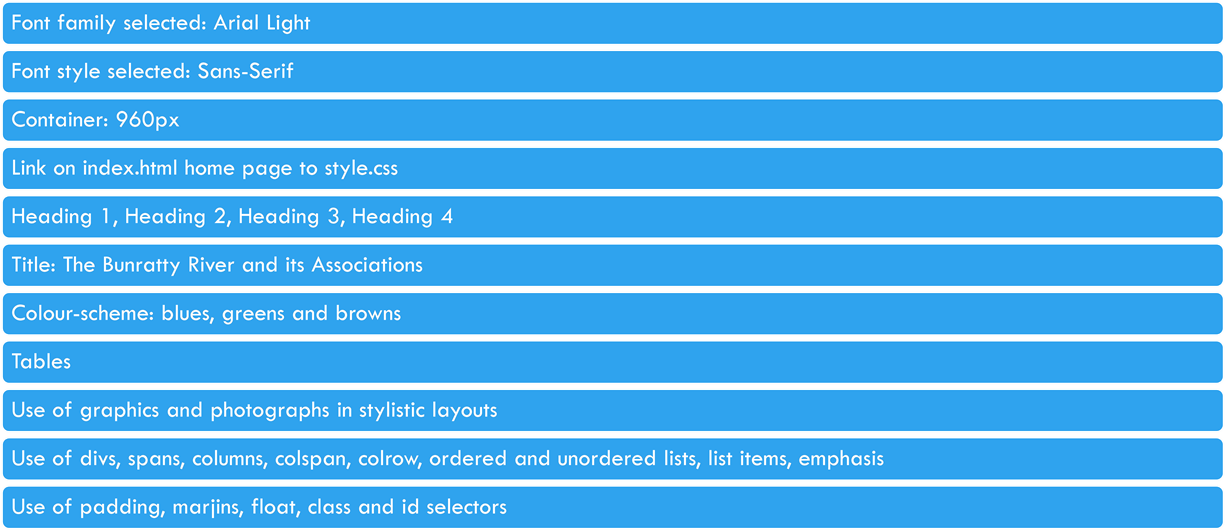 Font family selected: Arial Light
Font style selected: Sans-Serif
Container: 960px
Link on index.html home page to style.css
Heading 1, Heading 2, Heading 3, Heading 4
Title: The Bunratty River and its Associations
Colour-scheme: blues, greens and browns
Tables
Use of graphics and photographs in stylistic layouts
Use of divs, spans, columns, colspan, colrow, ordered and unordered lists, list items, emphasis
Use of padding, marjins, float, class and id selectors